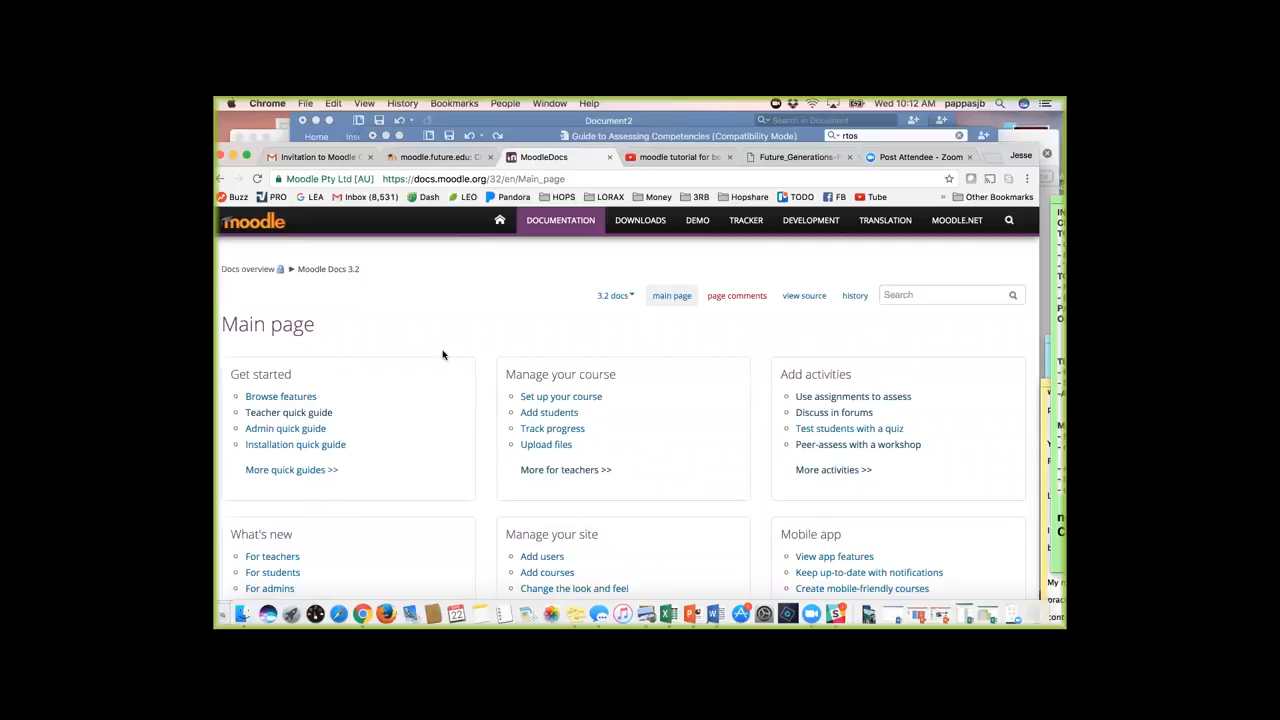 Chrome File Edit View History Bookmarks People Window Help Wed 10:12 AM pappasjb
Document2 Search in Document
Home Guide to Assessing Competencies [Compatibility Mode] rtos
Invitation to Moodle moodle.future.edu: C MoodleDocs moodle tutorial for be Future_Generations- Post Attendee - Zoom Jesse
Moodle Pty Ltd [AU] https://docs.moodle.org/32/en/Main_page
Buzz PRO LEA Inbox (8,531) Dash LEO Pandora HOPS LORAX Money 3RB Hopshare TODO FB Tube Other Bookmarks
moodle DOCUMENTATION DOWNLOADS DEMO TRACKER DEVELOPMENT TRANSLATION MOODLE.NET
Docs overview ► Moodle Docs 3.2
3.2 docs main page page comments view source history Search
Main page
Get started
Browse features
Teacher quick guide
Admin quick guide
Installation quick guide
More quick guides >>
Manage your course
Set up your course
Add students
Track progress
Upload files
More for teachers >>
Add activities
Use assignments to assess
Discuss in forums
Test students with a quiz
Peer-assess with a workshop
More activities >>
What's new
For teachers
For students
For admins
Manage your site
Add users
Add courses
Change the look and feel
Mobile app
View app features
Keep up-to-date with notifications
Create mobile-friendly courses
22